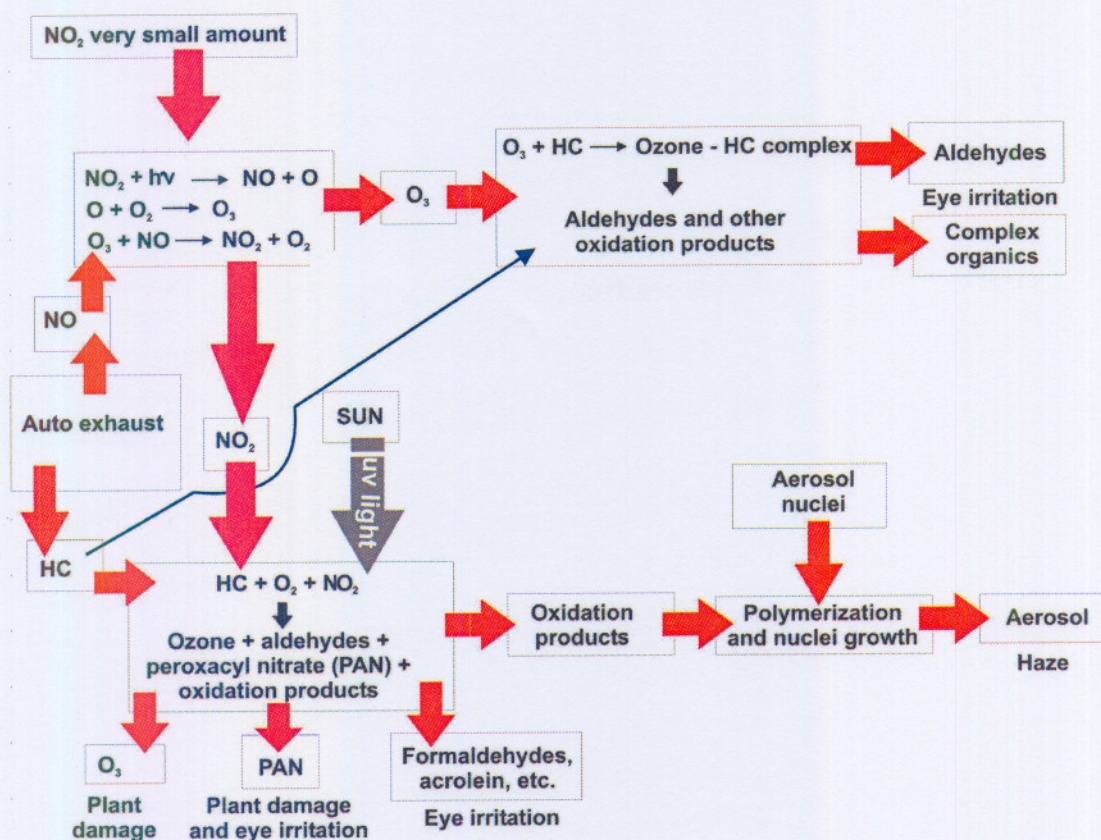 NO₂ very small amount
NO₂ + hν → NO + O
O + O₂ → O₃
O₃ + NO → NO₂ + O₂
O₃
O₃ + HC → Ozone - HC complex
Aldehydes and other
oxidation products
Aldehydes
Eye irritation
Complex
organics
NO
Auto exhaust
NO₂
SUN
uv light
HC
HC + O₂ + NO₂
Ozone + aldehydes +
peroxacyl nitrate (PAN) +
oxidation products
Oxidation
products
Aerosol
nuclei
Polymerization
and nuclei growth
Aerosol
Haze
O₃
Plant
damage
PAN
Plant damage
and eye irritation
Formaldehydes,
acrolein, etc.
Eye irritation